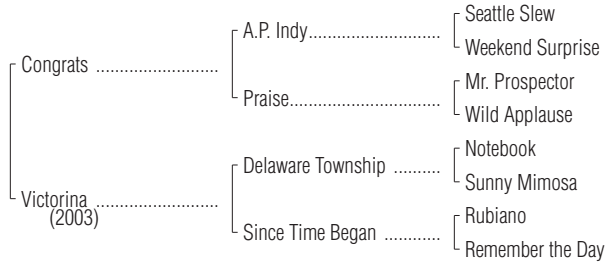 Seattle Slew
A.P. Indy..............................
Weekend Surprise
Congrats ............................
Mr. Prospector
Praise...................................
Wild Applause
Notebook
Delaware Township ...........
Sunny Mimosa
Victorina ............................
(2003)
Rubiano
Since Time Began .............
Remember the Day